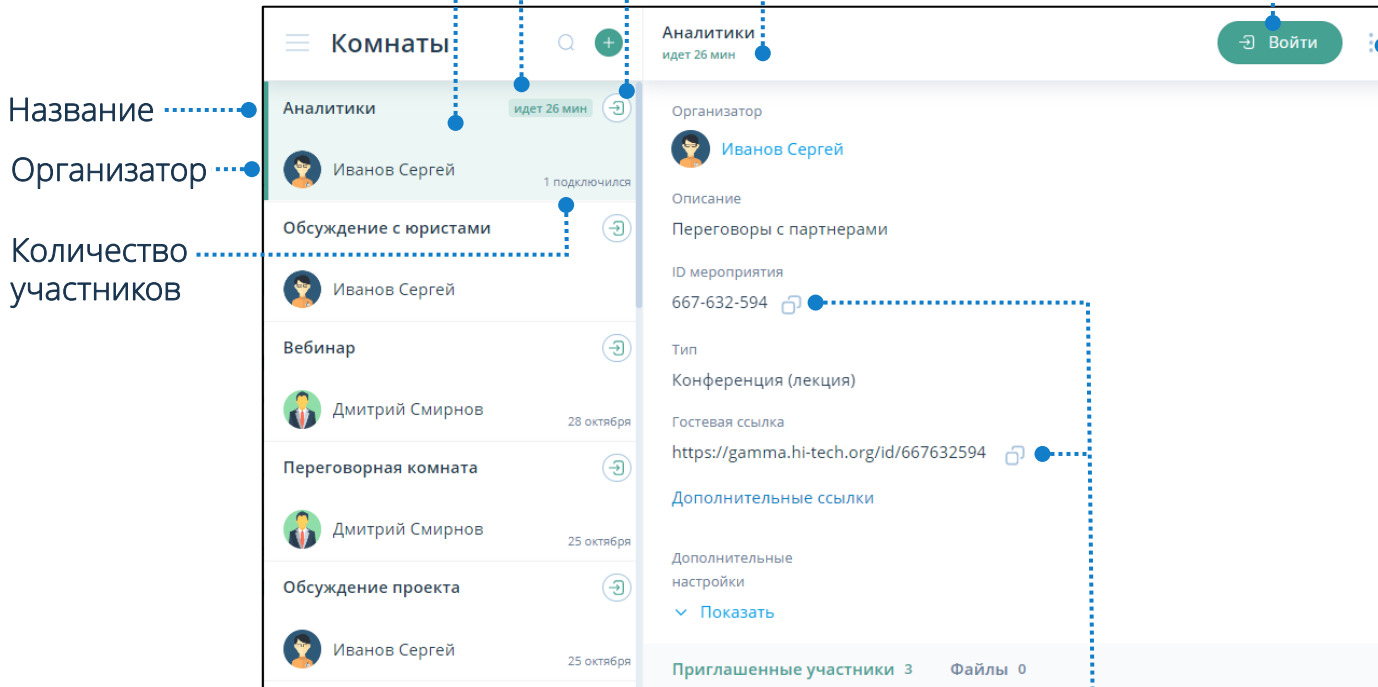 Название
Организатор
Количество
участников
Комнаты
Аналитики
идет 26 мин
Иванов Сергей
1 подключился
Обсуждение с юристами
Иванов Сергей
Вебинар
Дмитрий Смирнов
28 октября
Переговорная комната
Дмитрий Смирнов
25 октября
Обсуждение проекта
Иванов Сергей
25 октября
Аналитики
идет 26 мин
Войти
Организатор
Иванов Сергей
Описание
Переговоры с партнерами
ID мероприятия
667-632-594
Тип
Конференция (лекция)
Гостевая ссылка
https://gamma.hi-tech.org/id/667632594
Дополнительные ссылки
Дополнительные
настройки
Показать
Приглашенные участники 3 Файлы 0